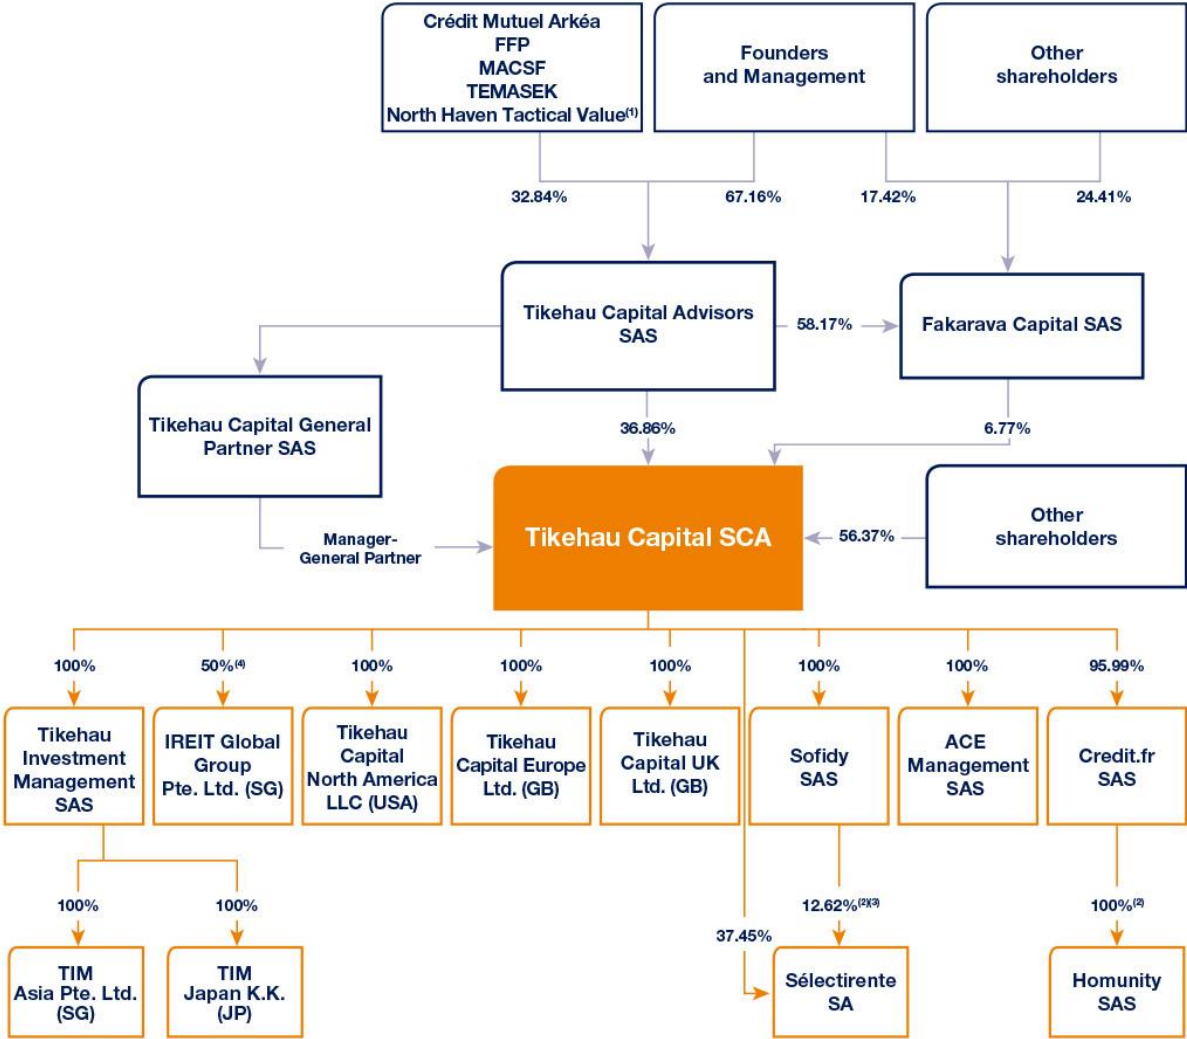 Crédit Mutuel Arkéa
FFP
MACSF
TEMASEK
North Haven Tactical Value(1)
Founders
and Management
Other
shareholders
32.84%
67.16%
17.42%
24.41%
Tikehau Capital Advisors
SAS
58.17%
Fakarava Capital SAS
Tikehau Capital General
Partner SAS
36.86%
6.77%
Tikehau Capital SCA
Manager-
General Partner
56.37%
Other
shareholders
100%
50%(4)
100%
100%
100%
100%
100%
95.99%
Tikehau
Investment
Management
SAS
IREIT Global
Group
Pte. Ltd. (SG)
Tikehau
Capital
North America
LLC (USA)
Tikehau
Capital Europe
Ltd. (GB)
Tikehau
Capital UK
Ltd. (GB)
Sofidy
SAS
ACE
Management
SAS
Credit.fr
SAS
100%
100%
37.45%
12.62%(2)(3)
100%(2)
TIM
Asia Pte. Ltd.
(SG)
TIM
Japan K.K.
(JP)
Sélectirente
SA
Homunity
SAS